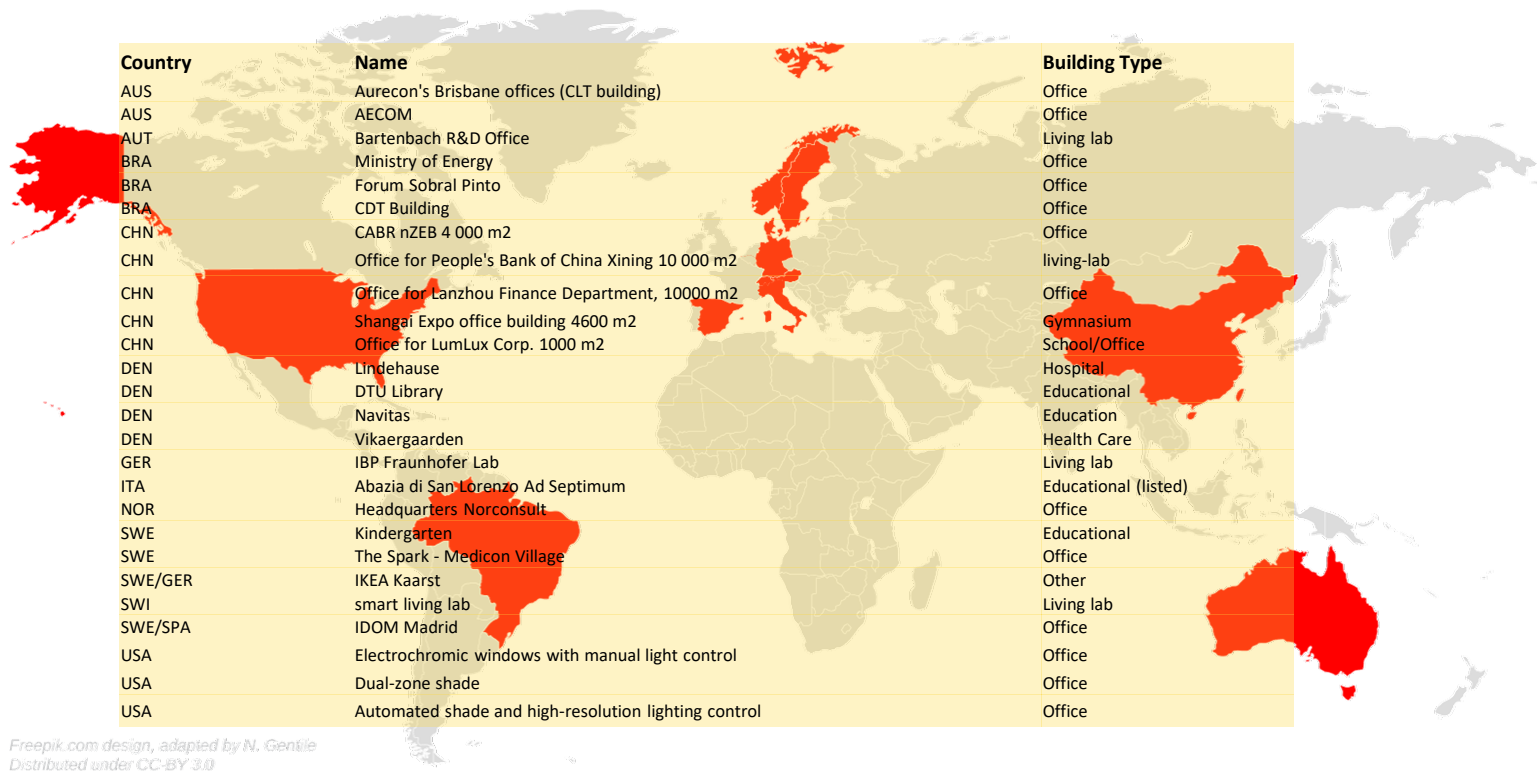 Country Name Building Type
AUS Aurecon's Brisbane offices (CLT building) Office
AUS AECOM Office
AUT Bartenbach R&D Office Living lab
BRA Ministry of Energy Office
BRA Forum Sobral Pinto Office
BRA CDT Building Office
CHN CABR nZEB 4 000 m2 Office
CHN Office for People's Bank of China Xining 10 000 m2 living-lab
CHN Office for Lanzhou Finance Department, 10000 m2 Office
CHN Shangai Expo office building 4600 m2 Gymnasium
CHN Office for LumLux Corp. 1000 m2 School/Office
DEN Lindehause Hospital
DEN DTU Library Educational
DEN Navitas Education
DEN Vikaergaarden Health Care
GER IBP Fraunhofer Lab Living lab
ITA Abazia di San Lorenzo Ad Septimum Educational (listed)
NOR Headquarters Norconsult Office
SWE Kindergarten Educational
SWE The Spark - Medicon Village Office
SWE/GER IKEA Kaarst Other
SWI smart living lab Living lab
SWE/SPA IDOM Madrid Office
USA Electrochromic windows with manual light control Office
USA Dual-zone shade Office
USA Automated shade and high-resolution lighting control Office
Freepik.com design, adapted by N. Gentile
Distributed under CC-BY 3.0